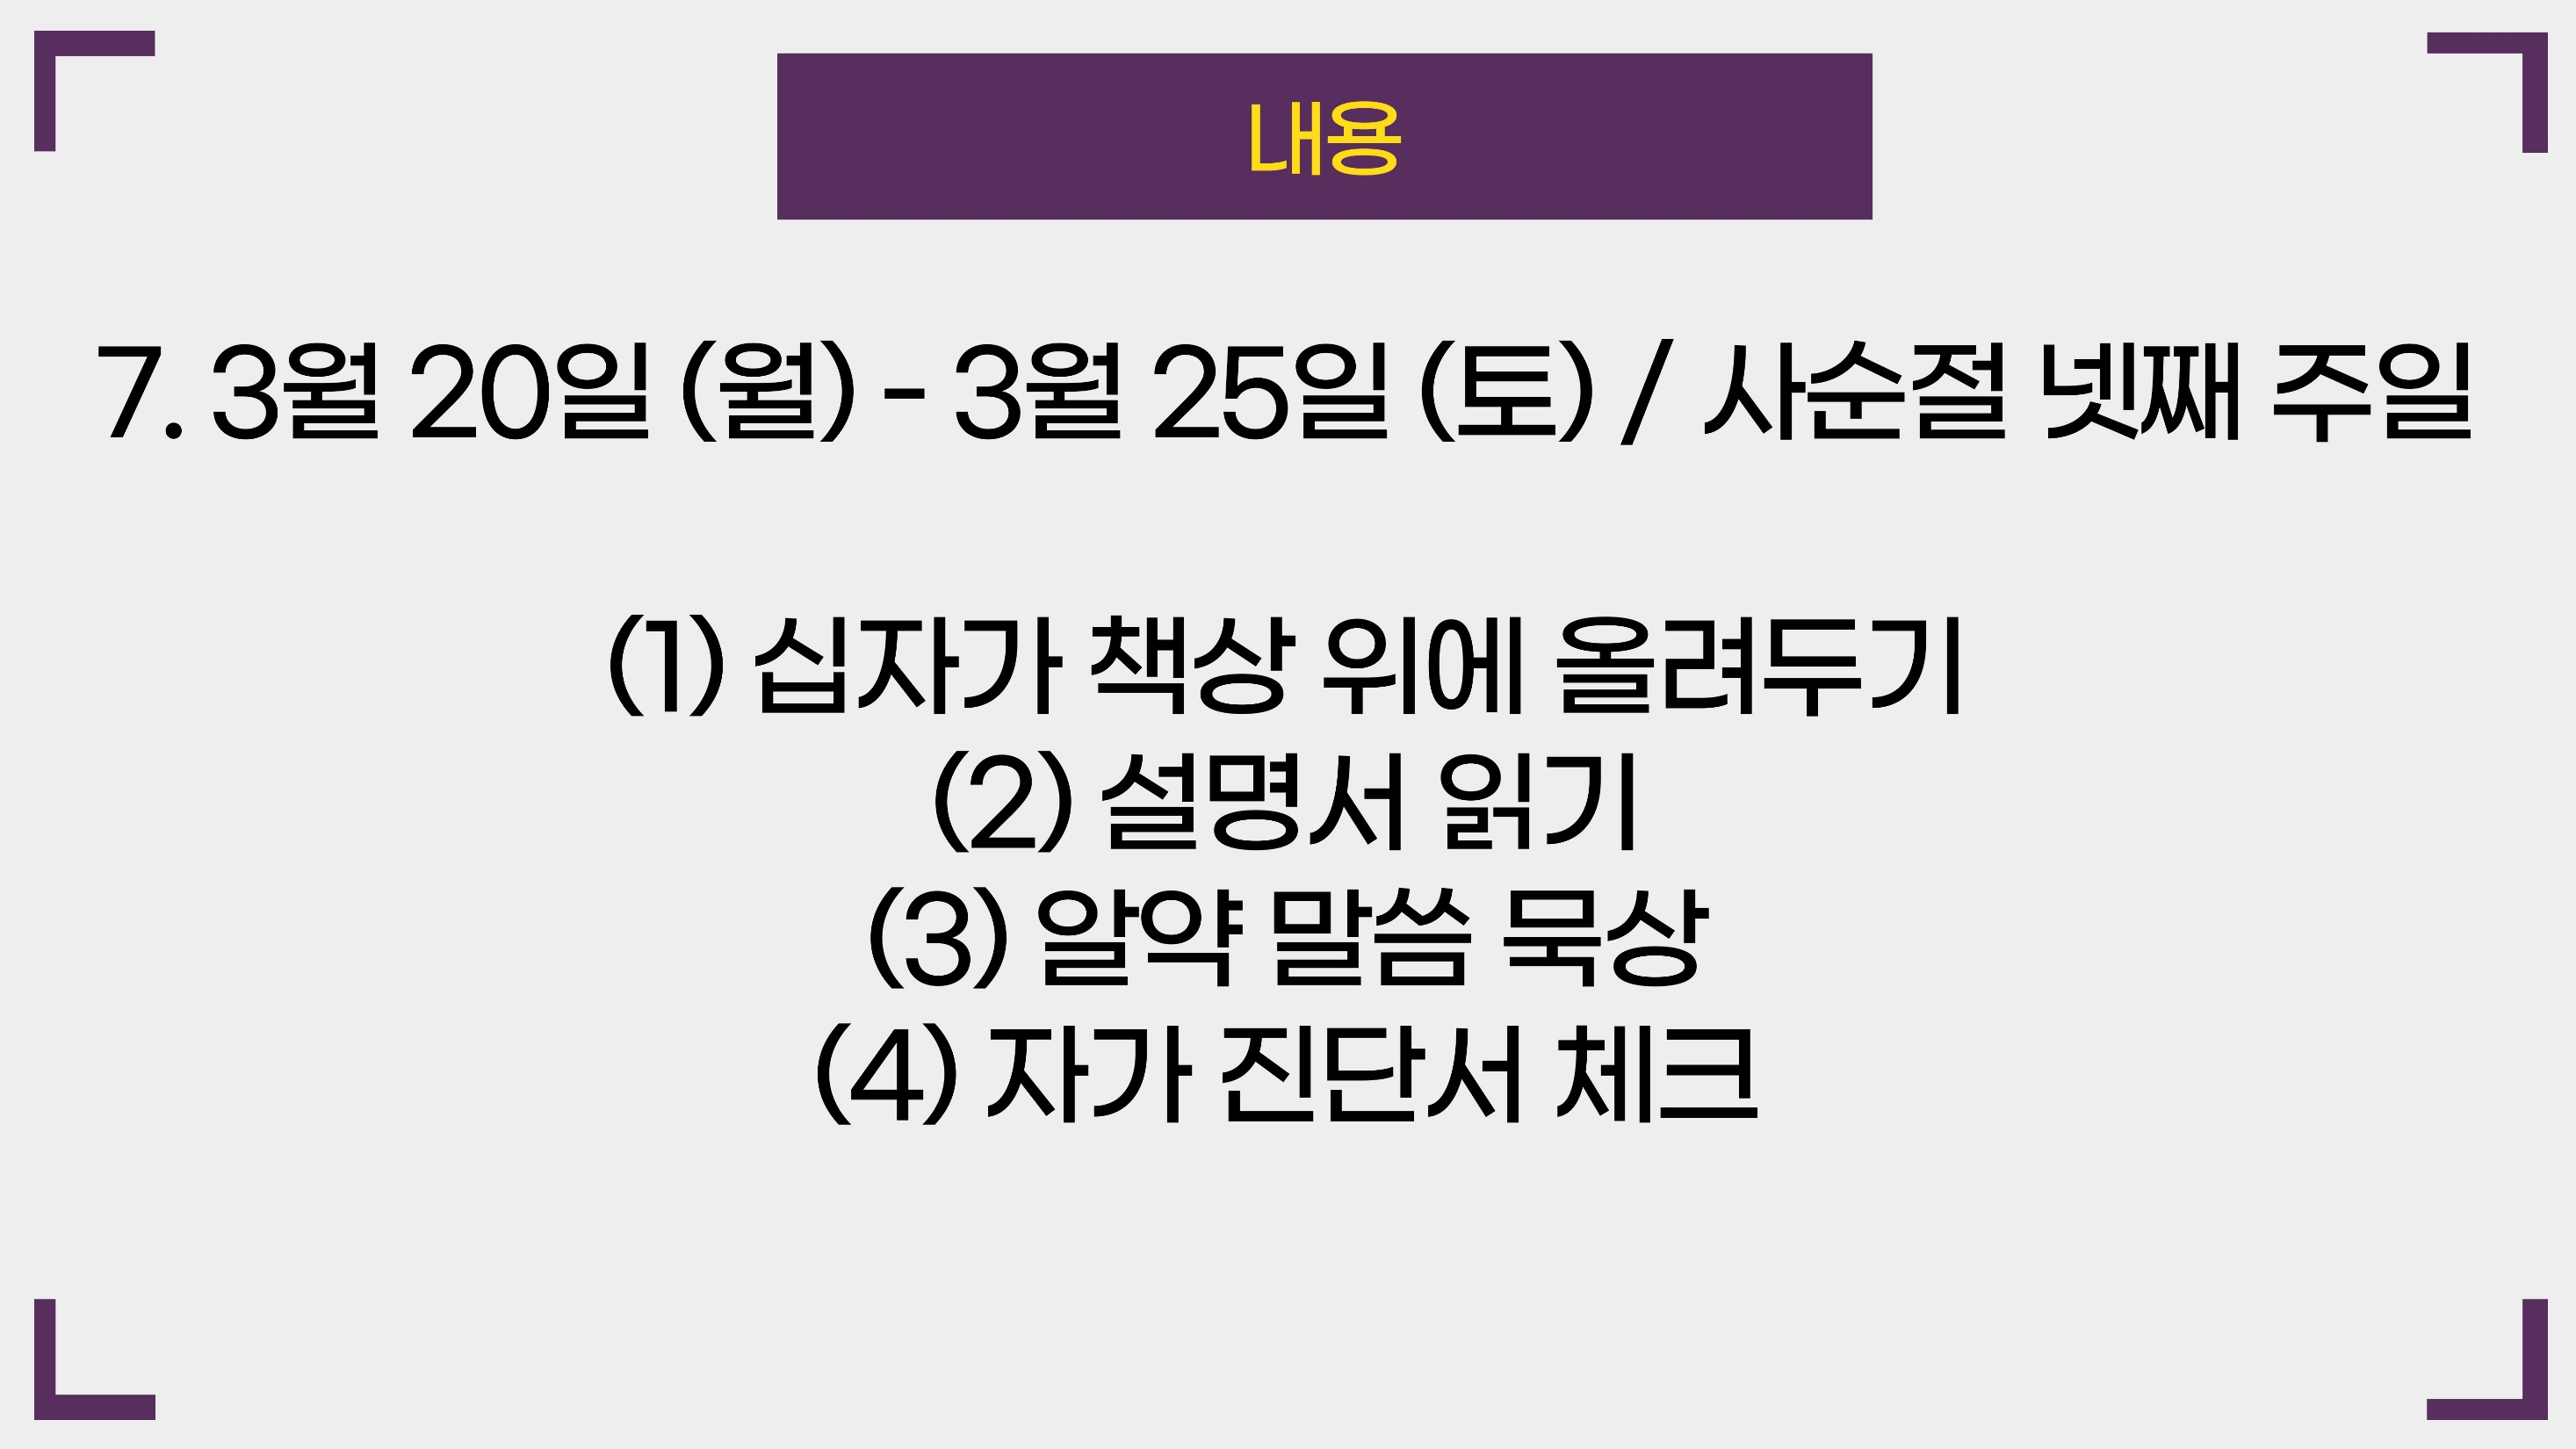 내용
7. 3월 20일 (월) - 3월 25일 (토) / 사순절 넷째 주일
(1) 십자가 책상 위에 올려두기
(2) 설명서 읽기
(3) 알약 말씀 묵상
(4) 자가 진단서 체크